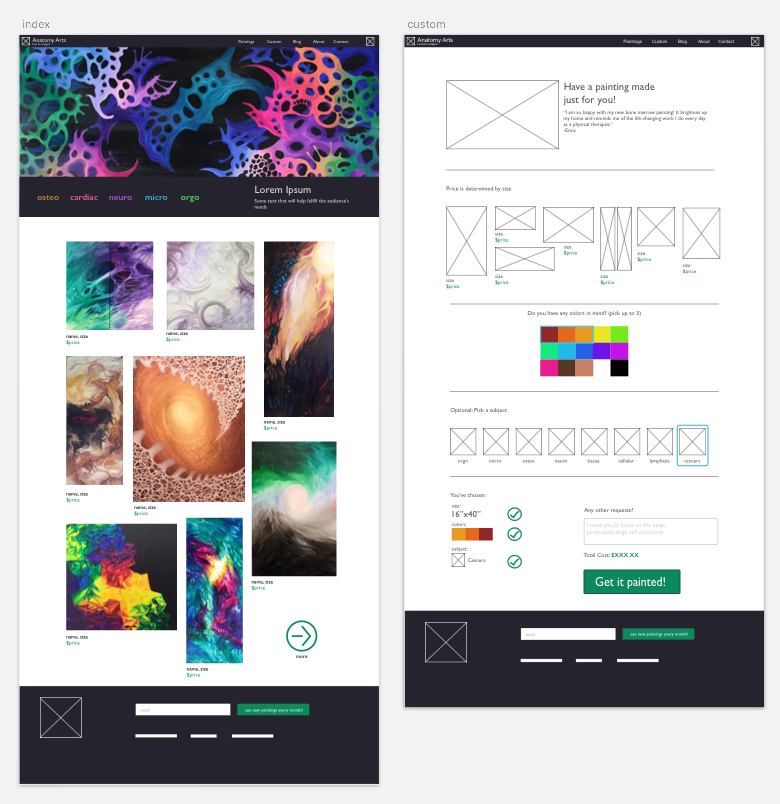 index
Anatomy Arts
Paintings Custom Blog About Contact
osteo cardiac neuro micro orgo
Lorem Ipsum
Some text that will help fulfill the audience's
needs
name, size
$price
name, size
$price
name, size
$price
name, size
$price
name, size
$price
name, size
$price
name, size
$price
name, size
$price
more
email
see new paintings every month!
custom
Anatomy Arts
Paintings Custom Blog About Contact
Have a painting made
just for you!
"I am so happy with my new bone marrow painting! It brightens up
my home and reminds me of the life-changing work I do every day
as a physical therapist."
-Erica
Price is determined by size
size
$price
size
$price
size
$price
size
$price
size
$price
size
$price
size
$price
Do you have any colors in mind? (pick up to 3)
Optional: Pick a subject
orgo micro osteo neuro tissue cellular lymphatic cancers
You've chosen:
size:
16"x40"
colors:
subject:
Cancers
Any other requests?
I want you to focus on the large,
particularly large cell carcinoma
Total Cost: $XXX.XX
Get it painted!
email
see new paintings every month!